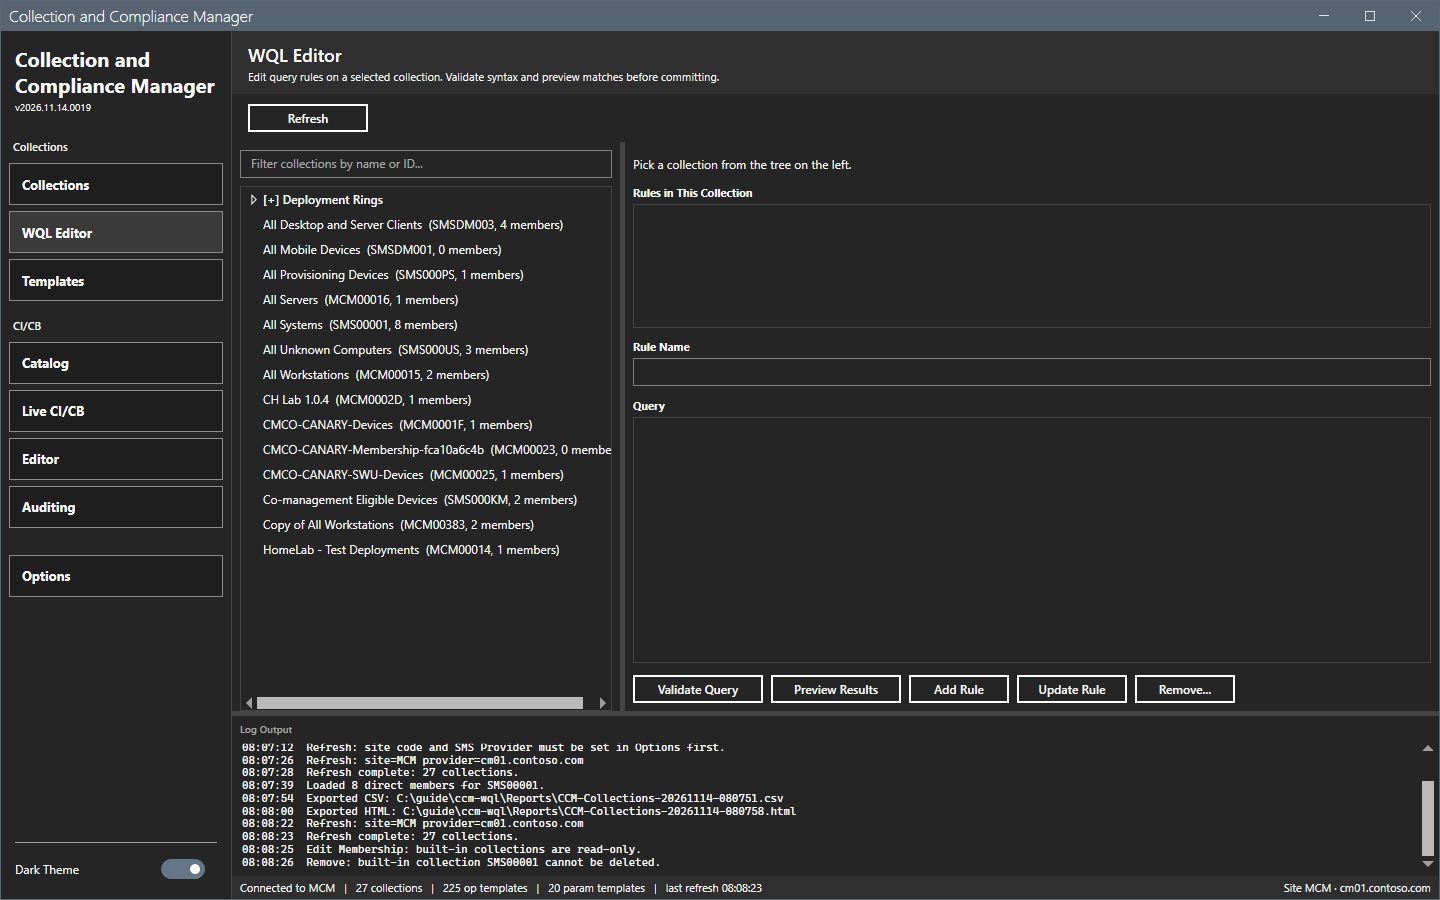 Collection and Compliance Manager
Collection and
Compliance Manager
v2026.11.14.0019
Collections
Collections
WQL Editor
Templates
CI/CB
Catalog
Live CI/CB
Editor
Auditing
Options
Dark Theme
WQL Editor
Edit query rules on a selected collection. Validate syntax and preview matches before committing.
Refresh
Filter collections by name or ID...
[+] Deployment Rings
All Desktop and Server Clients (SMSDM003, 4 members)
All Mobile Devices (SMSDM001, 0 members)
All Provisioning Devices (SMS000PS, 1 members)
All Servers (MCM00016, 1 members)
All Systems (SMS00001, 8 members)
All Unknown Computers (SMS000US, 3 members)
All Workstations (MCM00015, 2 members)
CH Lab 1.0.4 (MCM0002D, 1 members)
CMCO-CANARY-Devices (MCM0001F, 1 members)
CMCO-CANARY-Membership-fca10a6c4b (MCM00023, 0 membe
CMCO-CANARY-SWU-Devices (MCM00025, 1 members)
Co-management Eligible Devices (SMS000KM, 2 members)
Copy of All Workstations (MCM00383, 2 members)
HomeLab - Test Deployments (MCM00014, 1 members)
Pick a collection from the tree on the left.
Rules in This Collection
Rule Name
Query
Validate Query
Preview Results
Add Rule
Update Rule
Remove...
Log Output
08:07:12 Refresh: site code and SMS Provider must be set in Options first.
08:07:26 Refresh: site=MCM provider=cm01.contoso.com
08:07:28 Refresh complete: 27 collections.
08:07:39 Loaded 8 direct members for SMS00001.
08:07:54 Exported CSV: C:\guide\ccm-wql\Reports\CCM-Collections-20261114-080751.csv
08:08:00 Exported HTML: C:\guide\ccm-wql\Reports\CCM-Collections-20261114-080758.html
08:08:22 Refresh: site=MCM provider=cm01.contoso.com
08:08:23 Refresh complete: 27 collections.
08:08:25 Edit Membership: built-in collections are read-only.
08:08:26 Remove: built-in collection SMS00001 cannot be deleted.
Connected to MCM | 27 collections | 225 op templates | 20 param templates | last refresh 08:08:23
Site MCM · cm01.contoso.com